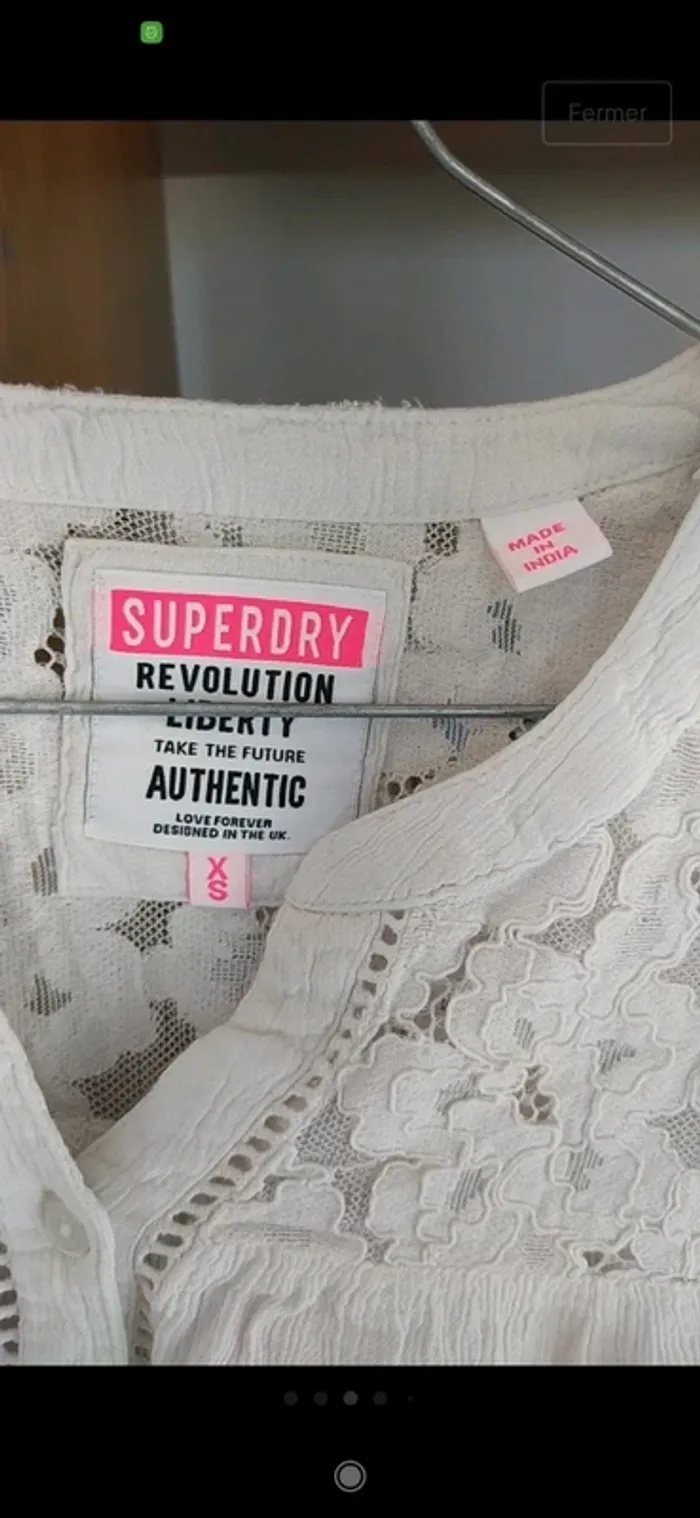 Fermer
MADE
IN
INDIA
SUPERDRY
REVOLUTION
LIBERTY
TAKE THE FUTURE
AUTHENTIC
LOVE FOREVER
DESIGNED IN THE UK.
XS